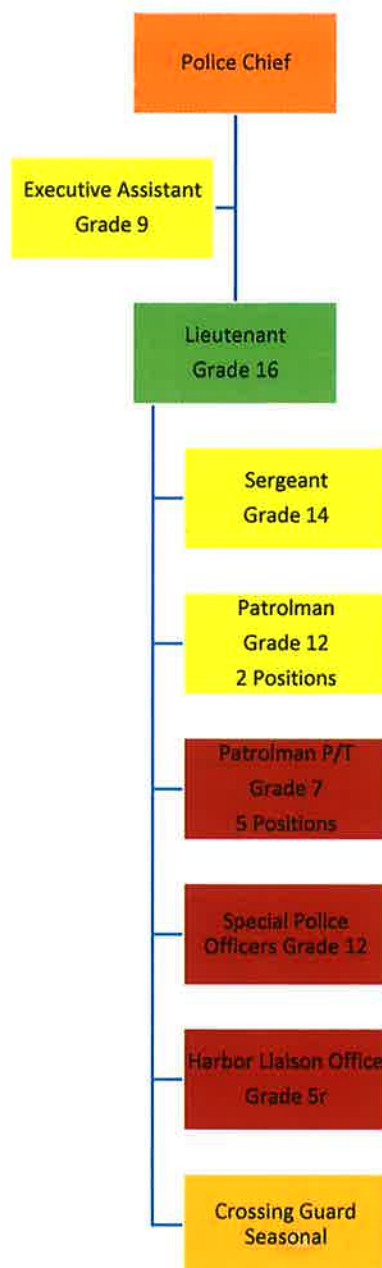 Police Chief
Executive Assistant
Grade 9
Lieutenant
Grade 16
Sergeant
Grade 14
Patrolman
Grade 12
2 Positions
Patrolman P/T
Grade 7
5 Positions
Special Police
Officers Grade 12
Harbor Liaison Office
Grade 5r
Crossing Guard
Seasonal